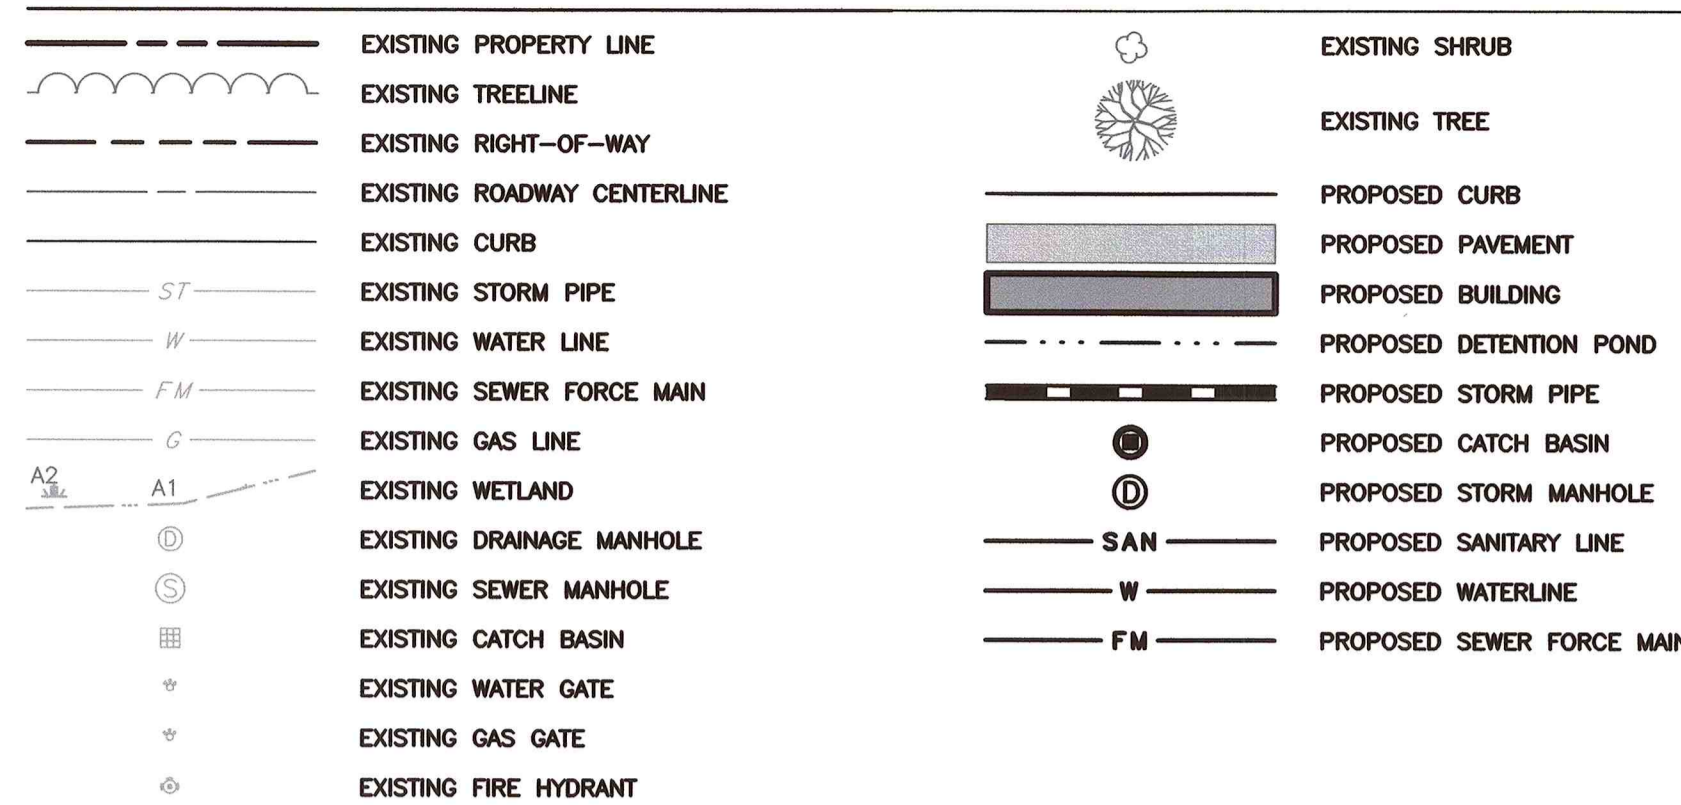 EXISTING PROPERTY LINE
EXISTING TREELINE
EXISTING RIGHT-OF-WAY
EXISTING ROADWAY CENTERLINE
EXISTING CURB
ST EXISTING STORM PIPE
W EXISTING WATER LINE
FM EXISTING SEWER FORCE MAIN
G EXISTING GAS LINE
A2 A1 EXISTING WETLAND
D EXISTING DRAINAGE MANHOLE
S EXISTING SEWER MANHOLE
EXISTING CATCH BASIN
EXISTING WATER GATE
EXISTING GAS GATE
EXISTING FIRE HYDRANT
EXISTING SHRUB
EXISTING TREE
PROPOSED CURB
PROPOSED PAVEMENT
PROPOSED BUILDING
PROPOSED DETENTION POND
PROPOSED STORM PIPE
PROPOSED CATCH BASIN
D PROPOSED STORM MANHOLE
SAN PROPOSED SANITARY LINE
W PROPOSED WATERLINE
FM PROPOSED SEWER FORCE MAIN